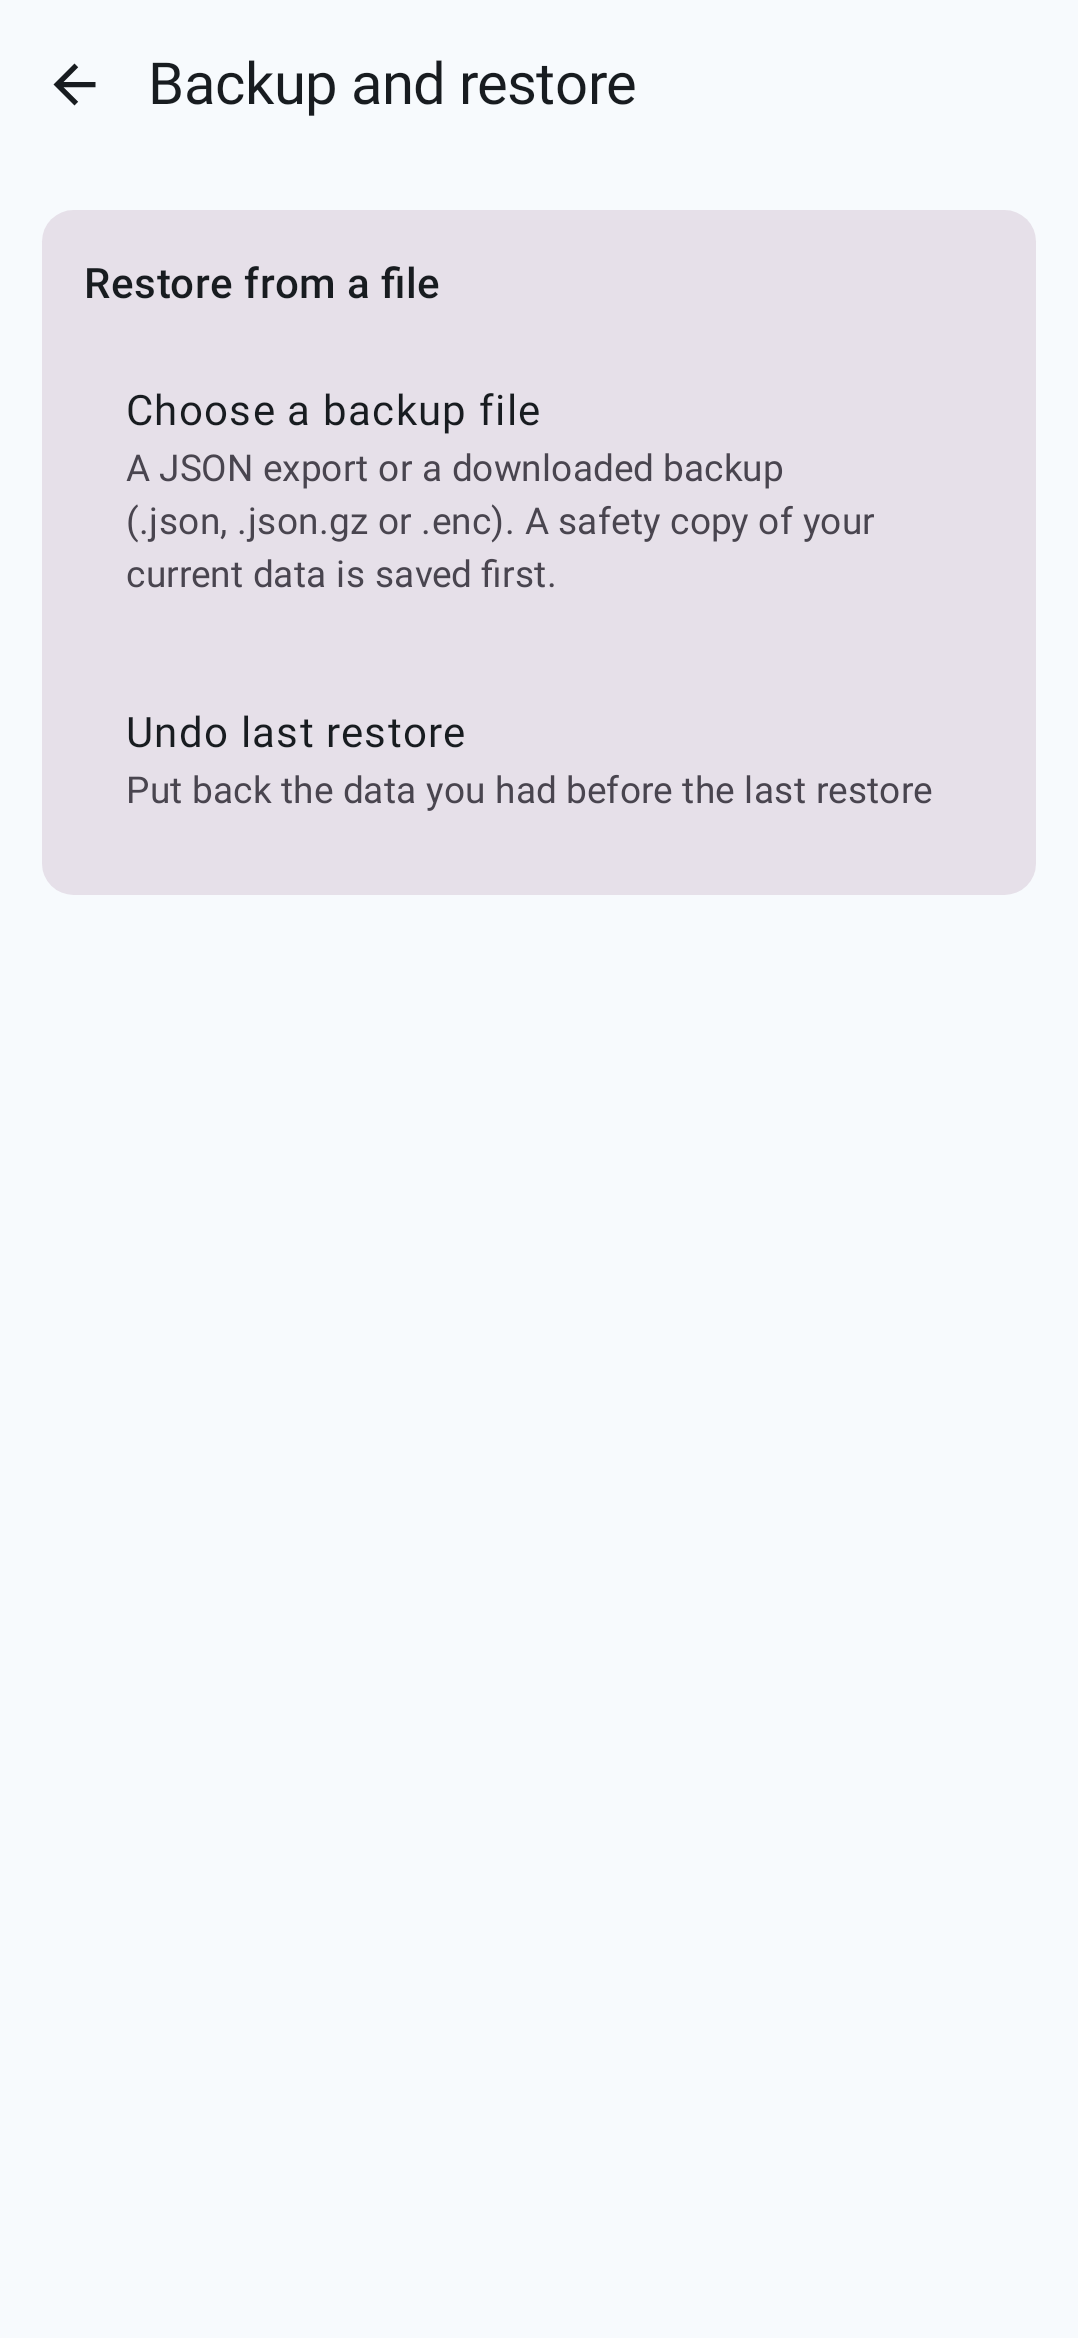 Backup and restore
Restore from a file
Choose a backup file
A JSON export or a downloaded backup
(.json, .json.gz or .enc). A safety copy of your
current data is saved first.
Undo last restore
Put back the data you had before the last restore